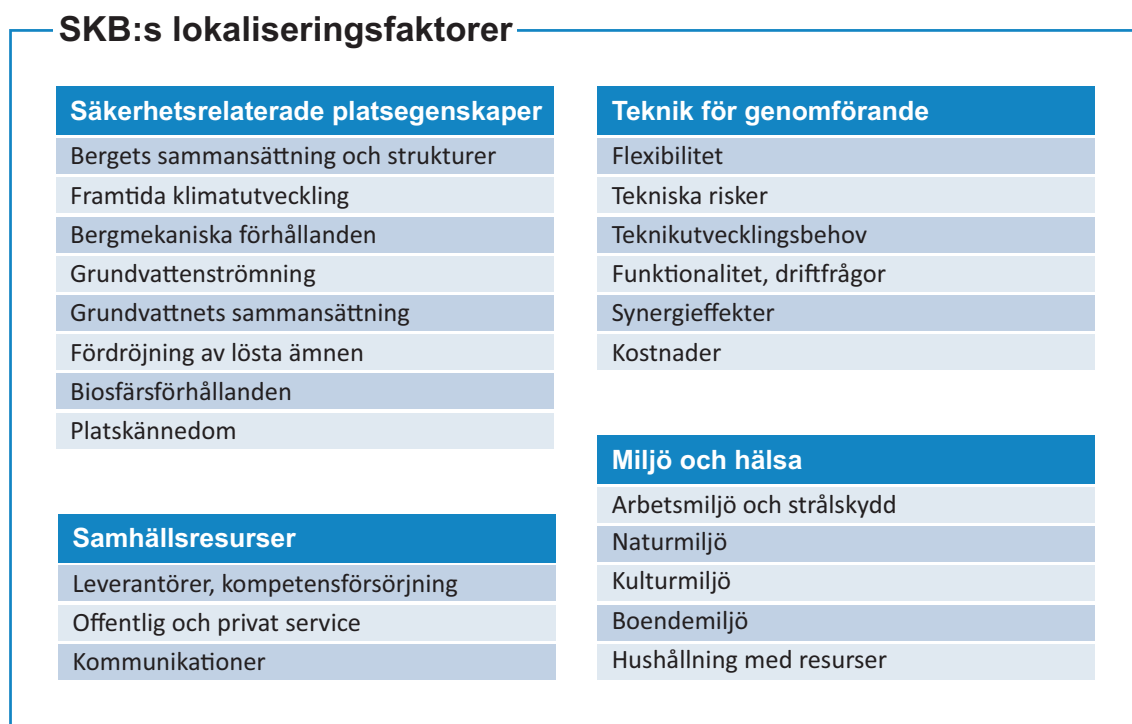 SKB:s lokaliseringsfaktorer
Säkerhetsrelaterade platsegenskaper
Bergets sammansättning och strukturer
Framtida klimatutveckling
Bergmekaniska förhållanden
Grundvattenströmning
Grundvattnets sammansättning
Fördröjning av lösta ämnen
Biosfärsförhållanden
Platskännedom
Samhällsresurser
Leverantörer, kompetensförsörjning
Offentlig och privat service
Kommunikationer
Teknik för genomförande
Flexibilitet
Tekniska risker
Teknikutvecklingsbehov
Funktionalitet, driftfrågor
Synergieffekter
Kostnader
Miljö och hälsa
Arbetsmiljö och strålskydd
Naturmiljö
Kulturmiljö
Boendemiljö
Hushållning med resurser